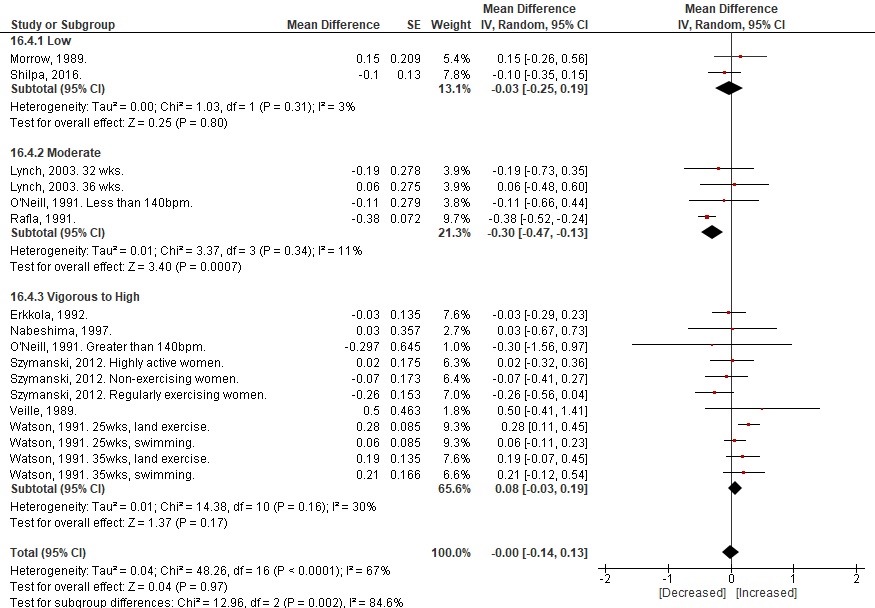 Mean Difference Mean Difference
Study or Subgroup Mean Difference SE Weight IV, Random, 95% CI IV, Random, 95% CI
16.4.1 Low
Morrow, 1989. 0.15 0.209 5.4% 0.15 [-0.26, 0.56]
Shilpa, 2016. -0.1 0.13 7.8% -0.10 [-0.35, 0.15]
Subtotal (95% CI) 13.1% -0.03 [-0.25, 0.19]
Heterogeneity: Tau² = 0.00; Chi² = 1.03, df = 1 (P = 0.31); I² = 3%
Test for overall effect: Z = 0.25 (P = 0.80)
16.4.2 Moderate
Lynch, 2003. 32 wks. -0.19 0.278 3.9% -0.19 [-0.73, 0.35]
Lynch, 2003. 36 wks. 0.06 0.275 3.9% 0.06 [-0.48, 0.60]
O'Neill, 1991. Less than 140bpm. -0.11 0.279 3.8% -0.11 [-0.66, 0.44]
Rafla, 1991. -0.38 0.072 9.7% -0.38 [-0.52, -0.24]
Subtotal (95% CI) 21.3% -0.30 [-0.47, -0.13]
Heterogeneity: Tau² = 0.01; Chi² = 3.37, df = 3 (P = 0.34); I² = 11%
Test for overall effect: Z = 3.40 (P = 0.0007)
16.4.3 Vigorous to High
Erkkola, 1992. -0.03 0.135 7.6% -0.03 [-0.29, 0.23]
Nabeshima, 1997. 0.03 0.357 2.7% 0.03 [-0.67, 0.73]
O'Neill, 1991. Greater than 140bpm. -0.297 0.645 1.0% -0.30 [-1.56, 0.97]
Szymanski, 2012. Highly active women. 0.02 0.175 6.3% 0.02 [-0.32, 0.36]
Szymanski, 2012. Non-exercising women. -0.07 0.173 6.4% -0.07 [-0.41, 0.27]
Szymanski, 2012. Regularly exercising women. -0.26 0.153 7.0% -0.26 [-0.56, 0.04]
Veille, 1989. 0.5 0.463 1.8% 0.50 [-0.41, 1.41]
Watson, 1991. 25wks, land exercise. 0.28 0.085 9.3% 0.28 [0.11, 0.45]
Watson, 1991. 25wks, swimming. 0.06 0.085 9.3% 0.06 [-0.11, 0.23]
Watson, 1991. 35wks, land exercise. 0.19 0.135 7.6% 0.19 [-0.07, 0.45]
Watson, 1991. 35wks, swimming. 0.21 0.166 6.6% 0.21 [-0.12, 0.54]
Subtotal (95% CI) 65.6% 0.08 [-0.03, 0.19]
Heterogeneity: Tau² = 0.01; Chi² = 14.38, df = 10 (P = 0.16); I² = 30%
Test for overall effect: Z = 1.37 (P = 0.17)
Total (95% CI) 100.0% -0.00 [-0.14, 0.13]
Heterogeneity: Tau² = 0.04; Chi² = 48.26, df = 16 (P < 0.0001); I² = 67%
Test for overall effect: Z = 0.04 (P = 0.97)
Test for subgroup differences: Chi² = 12.96, df = 2 (P = 0.002), I² = 84.6%
-2 -1 0 1 2
[Decreased] [Increased]